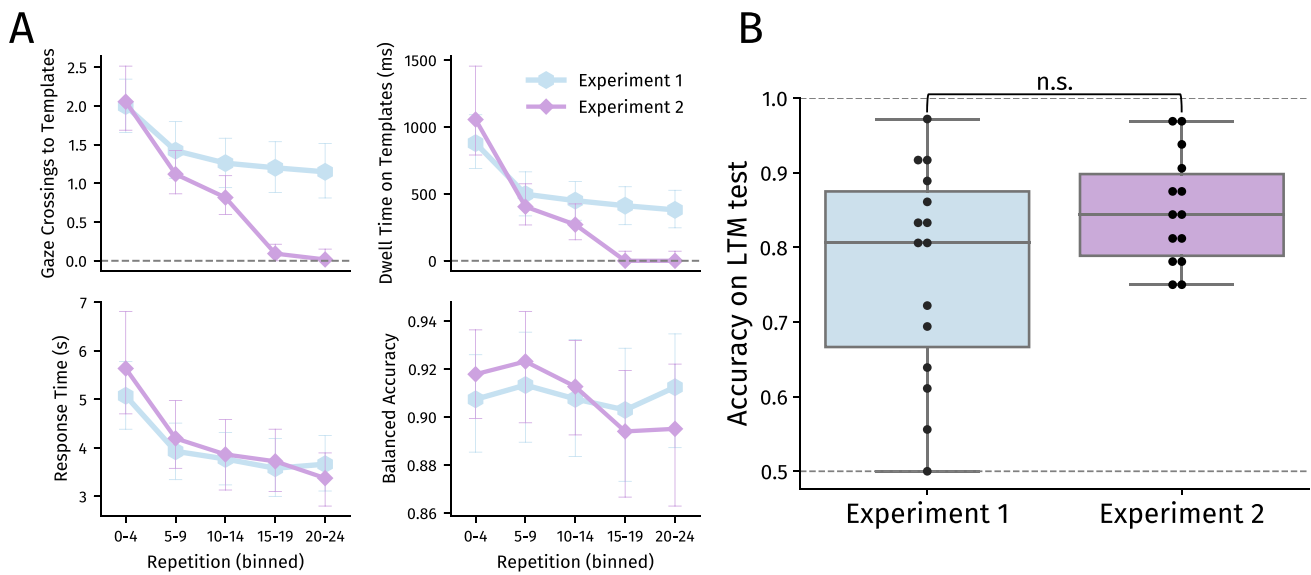 A
Gaze Crossings to Templates
2.5
2.0
1.5
1.0
0.5
0.0
Dwell Time on Templates (ms)
1500
1000
500
0
Experiment 1
Experiment 2
Response Time (s)
7
6
5
4
3
0-4
5-9
10-14
15-19
20-24
Repetition (binned)
Balanced Accuracy
0.94
0.92
0.90
0.88
0.86
0-4
5-9
10-14
15-19
20-24
Repetition (binned)
B
n.s.
Accuracy on LTM test
1.0
0.9
0.8
0.7
0.6
0.5
Experiment 1
Experiment 2